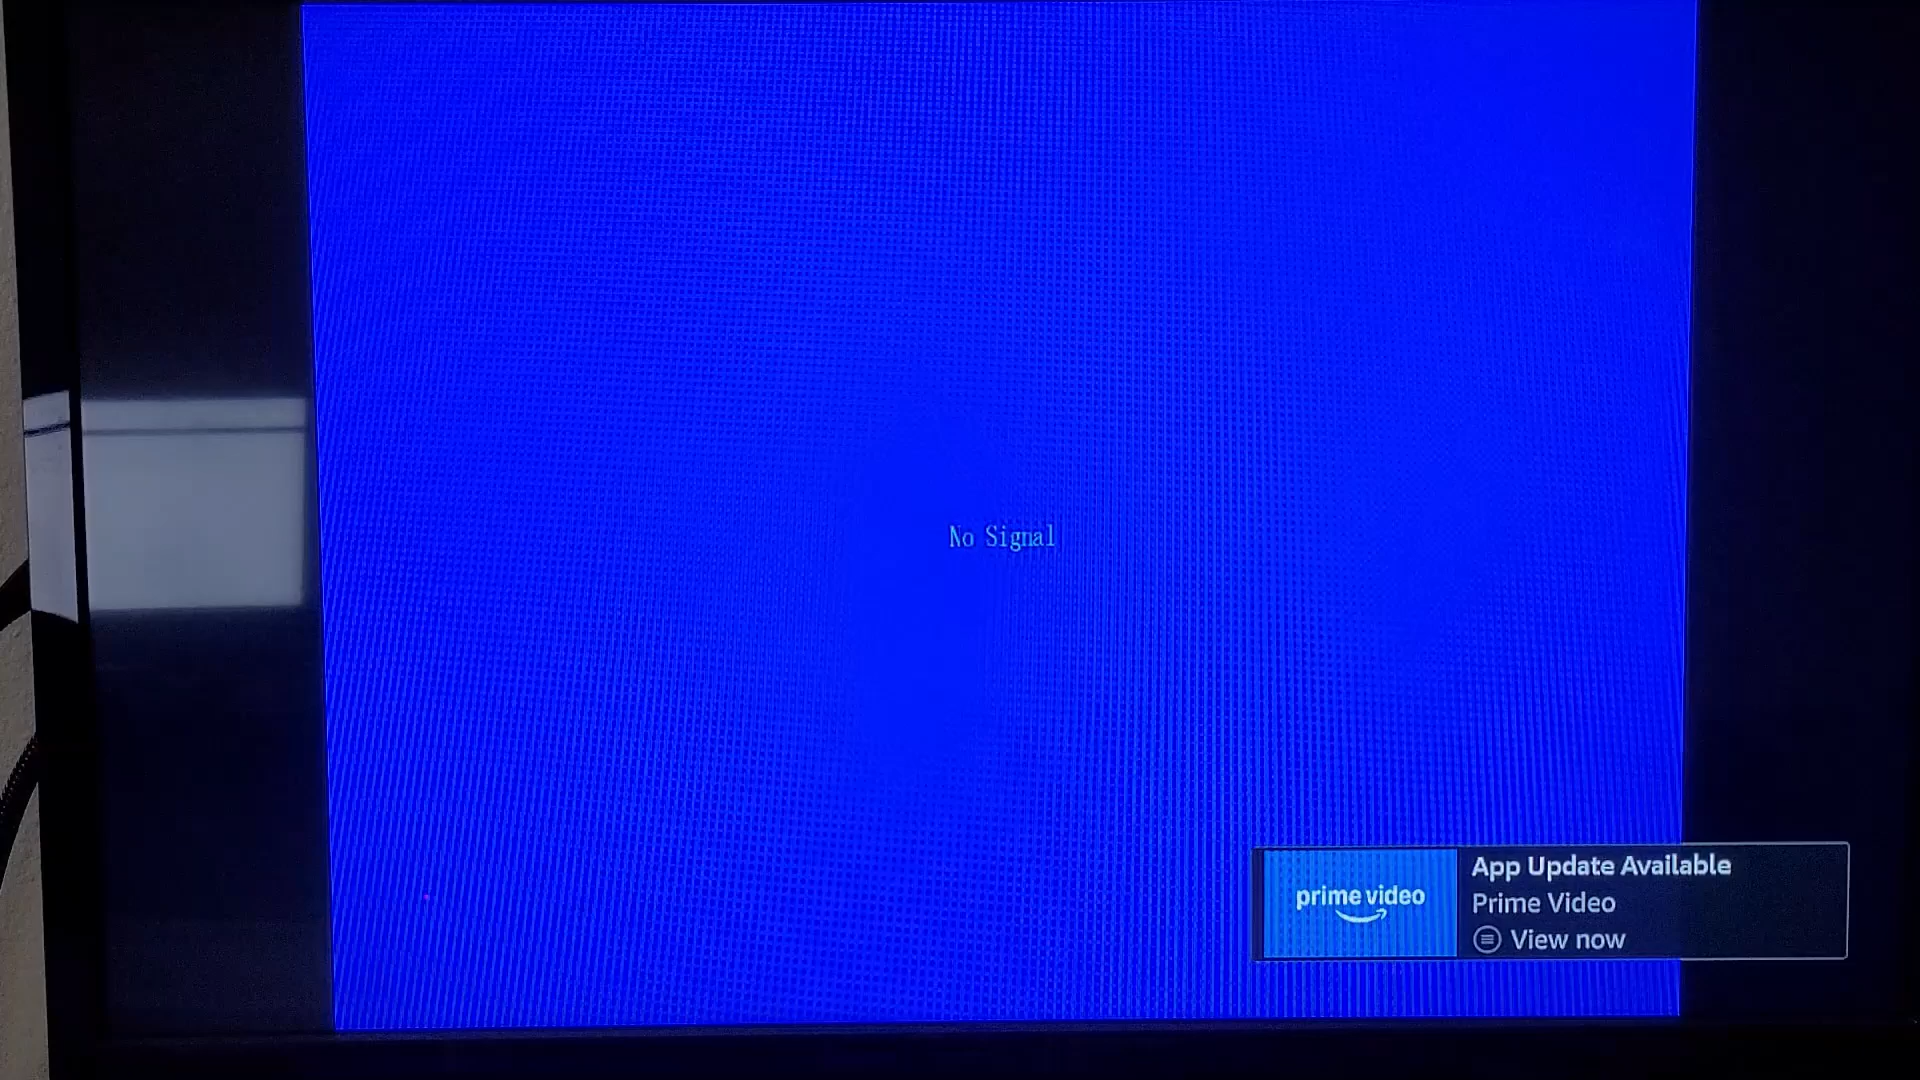 No Signal
prime video
App Update Available
Prime Video
View now